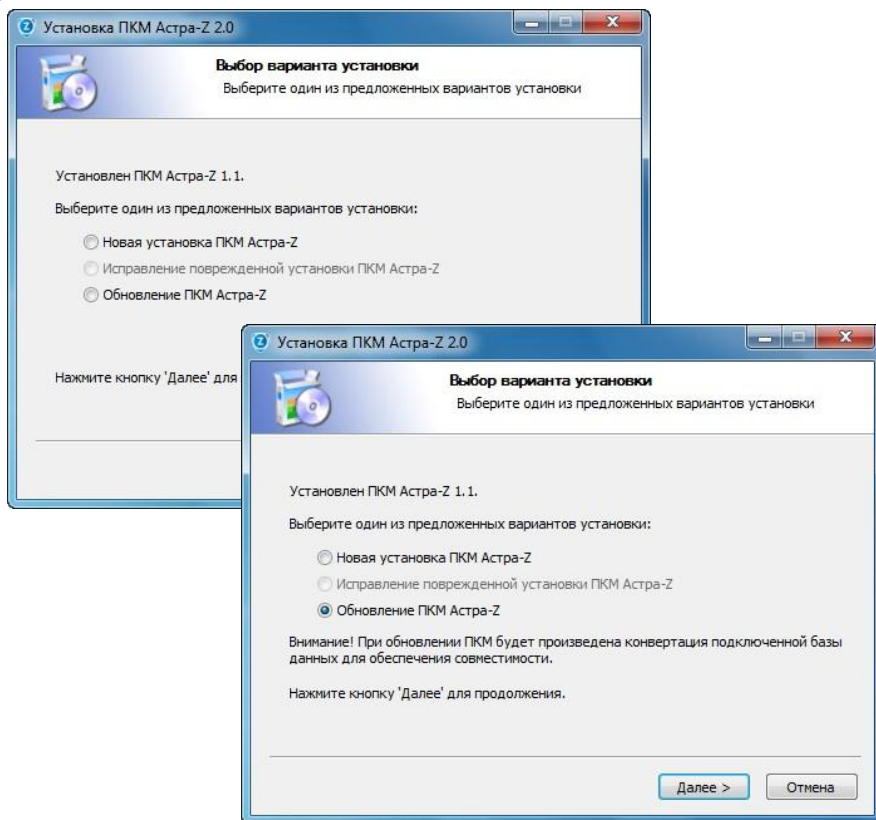 Установка ПКМ Астра-Z 2.0
Выбор варианта установки
Выберите один из предложенных вариантов установки
Установлен ПКМ Астра-Z 1.1.
Выберите один из предложенных вариантов установки:
Новая установка ПКМ Астра-Z
Исправление поврежденной установки ПКМ Астра-Z
Обновление ПКМ Астра-Z
Нажмите кнопку 'Далее' для
Установка ПКМ Астра-Z 2.0
Выбор варианта установки
Выберите один из предложенных вариантов установки
Установлен ПКМ Астра-Z 1.1.
Выберите один из предложенных вариантов установки:
Новая установка ПКМ Астра-Z
Исправление поврежденной установки ПКМ Астра-Z
Обновление ПКМ Астра-Z
Внимание! При обновлении ПКМ будет произведена конвертация подключенной базы
данных для обеспечения совместимости.
Нажмите кнопку 'Далее' для продолжения.
Далее >
Отмена